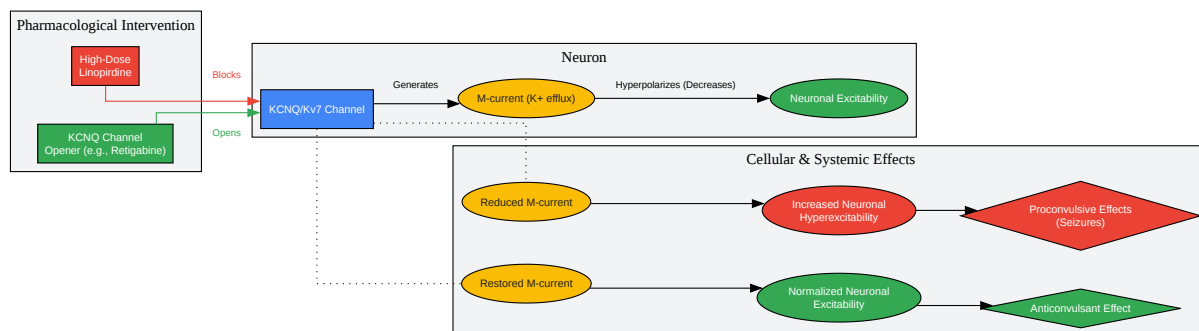 Pharmacological Intervention
High-Dose
Linopirdine
KCNQ Channel
Opener (e.g., Retigabine)
Blocks
Opens
Neuron
KCNQ/Kv7 Channel
Generates
M-current (K+ efflux)
Hyperpolarizes (Decreases)
Neuronal Excitability
Cellular & Systemic Effects
Reduced M-current
Increased Neuronal
Hyperexcitability
Proconvulsive Effects
(Seizures)
Restored M-current
Normalized Neuronal
Excitability
Anticonvulsant Effect